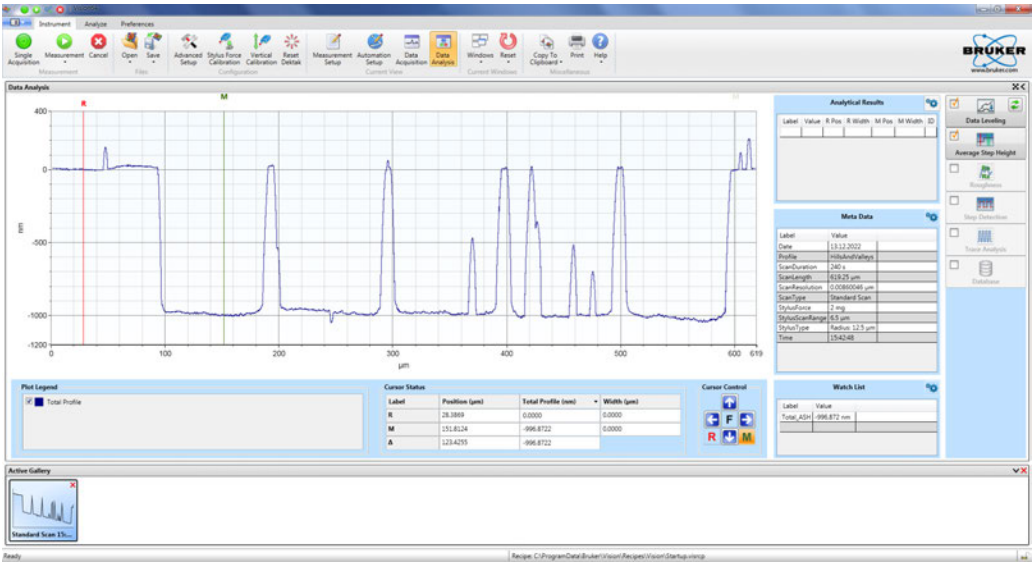 Instrument Analyze Preferences
Single Acquisition Measurement Cancel Open Save Advanced Setup Stylus Force Calibration Vertical Calibration Reset Dektak Measurement Setup Automation Setup Data Acquisition Data Analysis Windows Reset Copy To Clipboard Print Help
BRUKER
www.bruker.com
Measurement Files Configuration Current View Current Windows Miscellaneous
Data Analysis
R M M
400
0
-500
-1000
-1200
nm
0 100 200 300 400 500 600 619
µm
Analytical Results
Label Value R Pos R Width M Pos M Width ID
Meta Data
Label Value
Date 13.12.2022
Profile HillsAndValleys
ScanDuration 240 s
ScanLength 619.25 µm
ScanResolution 0.00860046 µm
ScanType Standard Scan
StylusForce 2 mg
StylusScanRange 6.5 µm
StylusType Radius: 12.5 µm
Time 15:42:48
Data Leveling
Average Step Height
Roughness
Step Detection
Trace Analysis
Database
Plot Legend
Total Profile
Cursor Status
Label Position (µm) Total Profile (nm) Width (µm)
R 28.3869 0.0000 0.0000
M 151.8124 -996.8722 0.0000
Δ 123.4255 -996.8722
Cursor Control
F
R M
Watch List
Label Value
Total_ASH -996.872 nm
Active Gallery
Standard Scan 15:...
Ready
Recipe: C:\ProgramData\Bruker\Vision\Recipes\Vision\Startup.visrcp